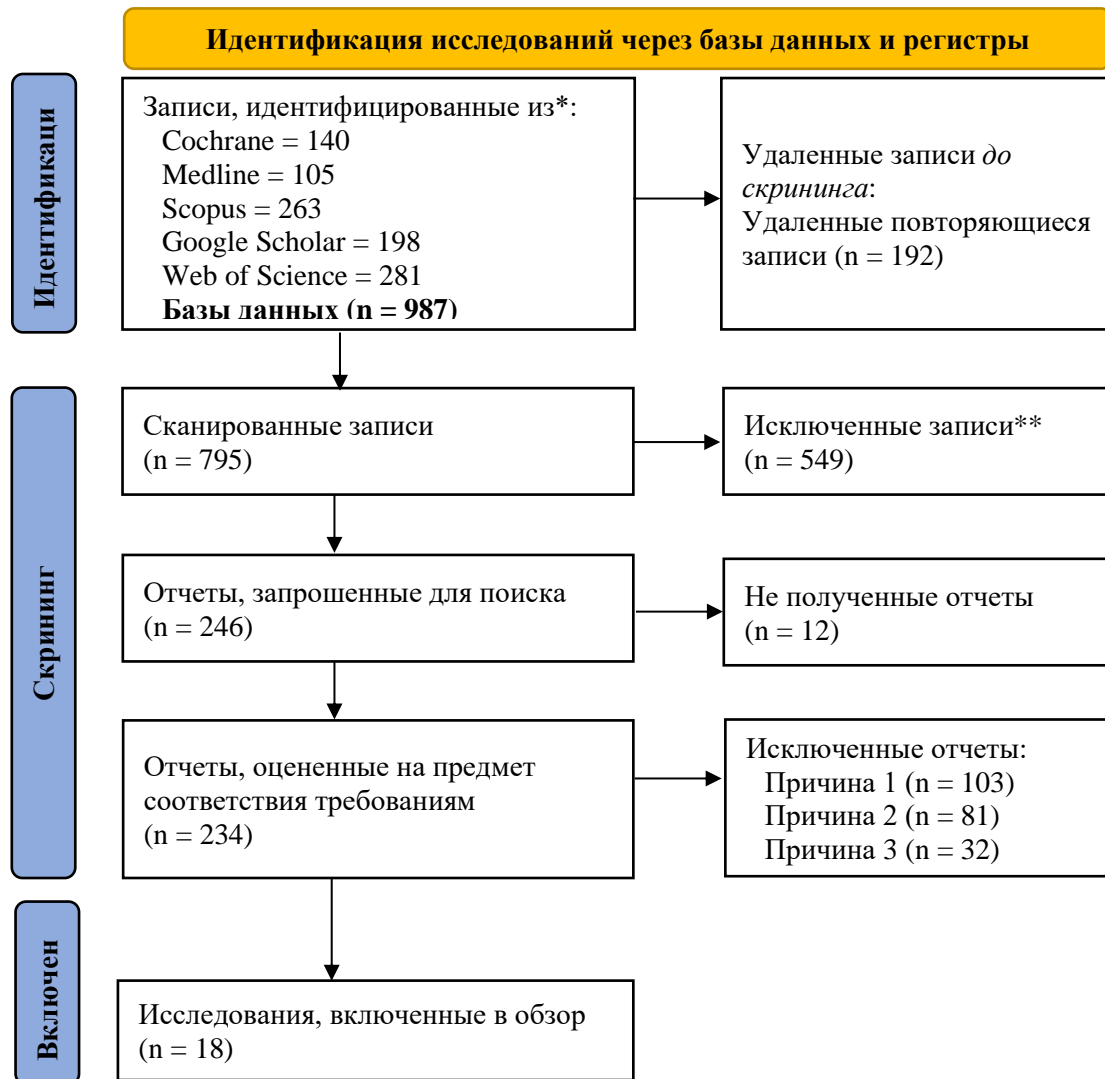 Идентификация исследований через базы данных и регистры
Идентификаци
Записи, идентифицированные из*:
Cochrane = 140
Medline = 105
Scopus = 263
Google Scholar = 198
Web of Science = 281
Базы данных (n = 987)
Удаленные записи до
скрининга:
Удаленные повторяющиеся
записи (n = 192)
Скрининг
Сканированные записи
(n = 795)
Исключенные записи**
(n = 549)
Отчеты, запрошенные для поиска
(n = 246)
Не полученные отчеты
(n = 12)
Отчеты, оцененные на предмет
соответствия требованиям
(n = 234)
Исключенные отчеты:
Причина 1 (n = 103)
Причина 2 (n = 81)
Причина 3 (n = 32)
Включен
Исследования, включенные в обзор
(n = 18)